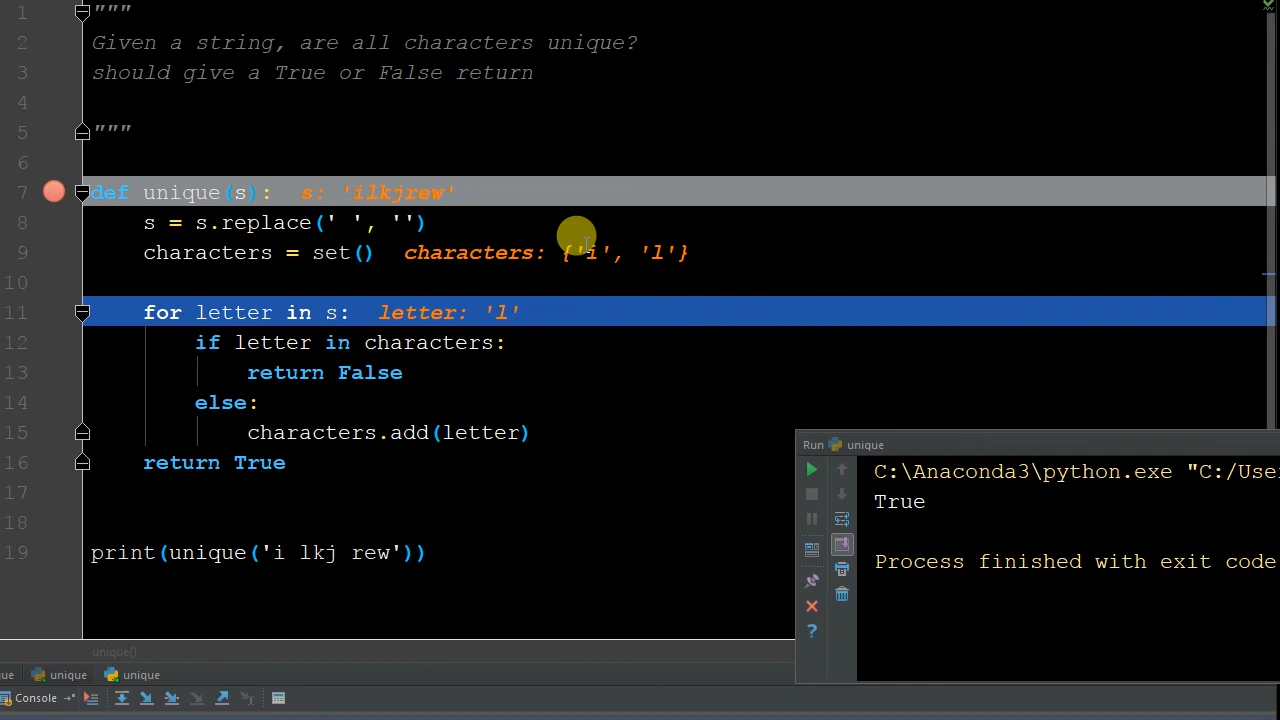 1 """
2 Given a string, are all characters unique?
3 should give a True or False return
4
5 """
6
7 def unique(s): s: 'ilkjrew'
8 s = s.replace(' ', '')
9 characters = set() characters: {'i', 'l'}
10
11 for letter in s: letter: 'l'
12 if letter in characters:
13 return False
14 else:
15 characters.add(letter)
16 return True
17
18
19 print(unique('i lkj rew'))
Run unique
C:\Anaconda3\python.exe "C:/User
True
Process finished with exit code
?
unique()
que unique unique
Console